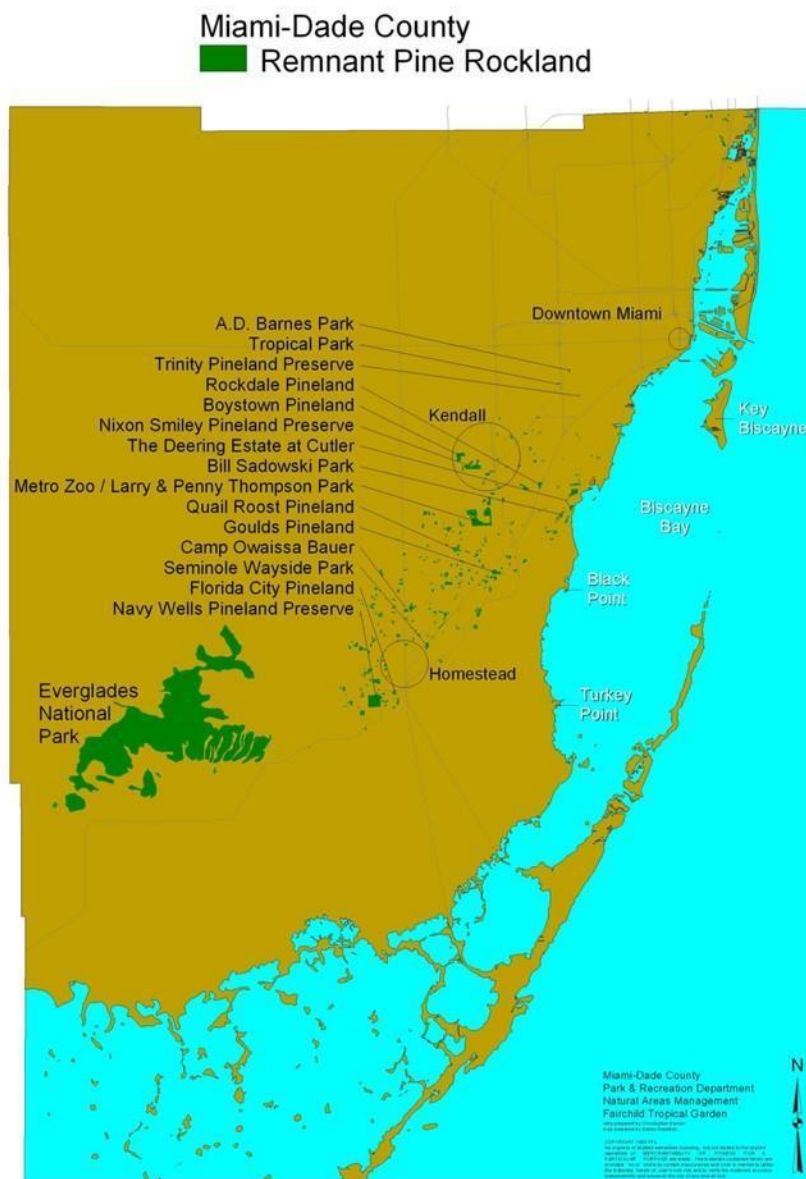 Miami-Dade County
Remnant Pine Rockland
A.D. Barnes Park
Tropical Park
Trinity Pineland Preserve
Rockdale Pineland
Boystown Pineland
Nixon Smiley Pineland Preserve
The Deering Estate at Cutler
Bill Sadowski Park
Metro Zoo / Larry & Penny Thompson Park
Quail Roost Pineland
Goulds Pineland
Camp Owaissa Bauer
Seminole Wayside Park
Florida City Pineland
Navy Wells Pineland Preserve
Downtown Miami
Kendall
Key
Biscayne
Biscayne
Bay
Black
Point
Homestead
Turkey
Point
Everglades
National
Park
N
Miami-Dade County
Park & Recreation Department
Natural Areas Management
Fairchild Tropical Garden